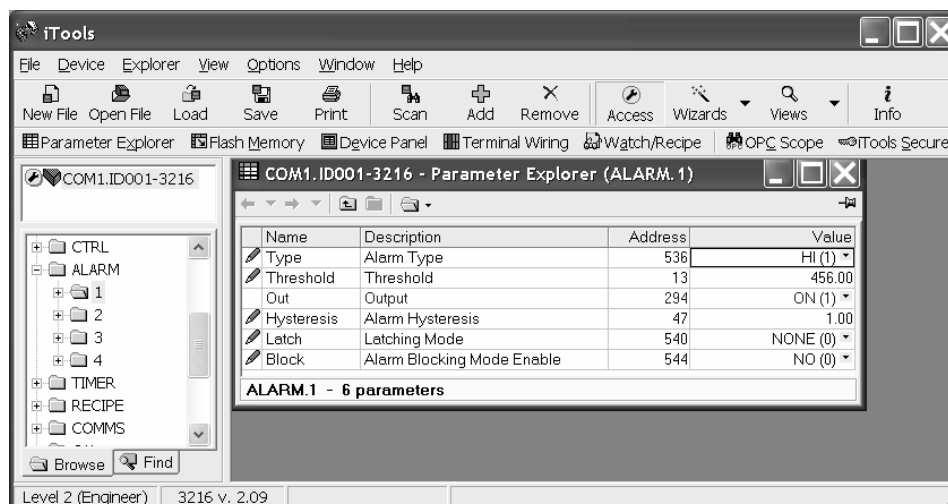 iTools
File Device Explorer View Options Window Help
New File Open File Load Save Print Scan Add Remove Access Wizards Views Info
Parameter Explorer Flash Memory Device Panel Terminal Wiring Watch/Recipe OPC Scope iTools Secure
COM1.ID001-3216
COM1.ID001-3216 - Parameter Explorer (ALARM.1)
CTRL
ALARM
1
2
3
4
TIMER
RECIPE
COMMS
Browse Find
Name Description Address Value
Type Alarm Type 536 HI (1)
Threshold Threshold 13 456.00
Out Output 294 ON (1)
Hysteresis Alarm Hysteresis 47 1.00
Latch Latching Mode 540 NONE (0)
Block Alarm Blocking Mode Enable 544 NO (0)
ALARM.1 - 6 parameters
Level 2 (Engineer) 3216 v. 2.09